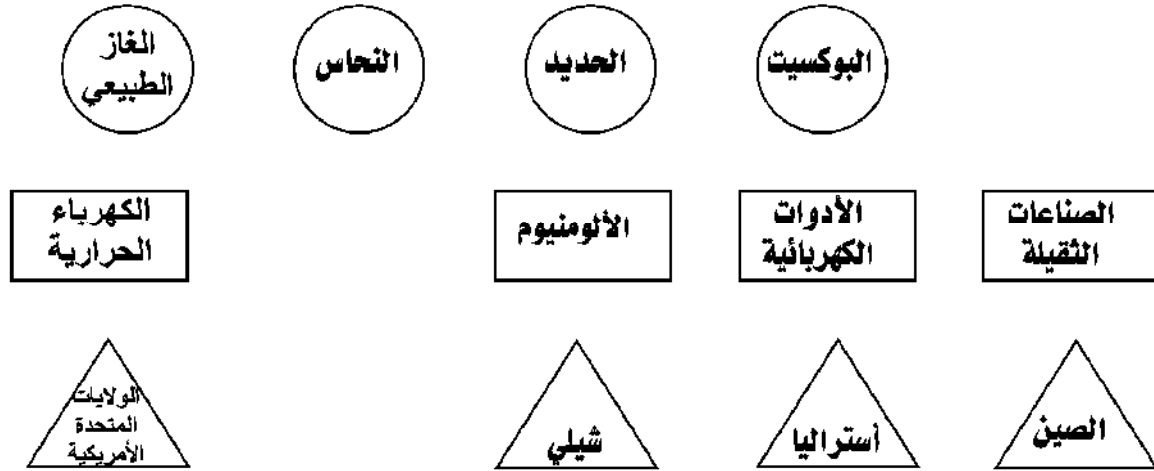 البوكسيت
الحديد
النحاس
الغاز
الطبيعي
الصناعات
الثقيلة
الأدوات
الكهربائية
الألومنيوم
الكهرباء
الحرارية
الصين
أستراليا
شيلي
الولايات
المتحدة
الأمريكية